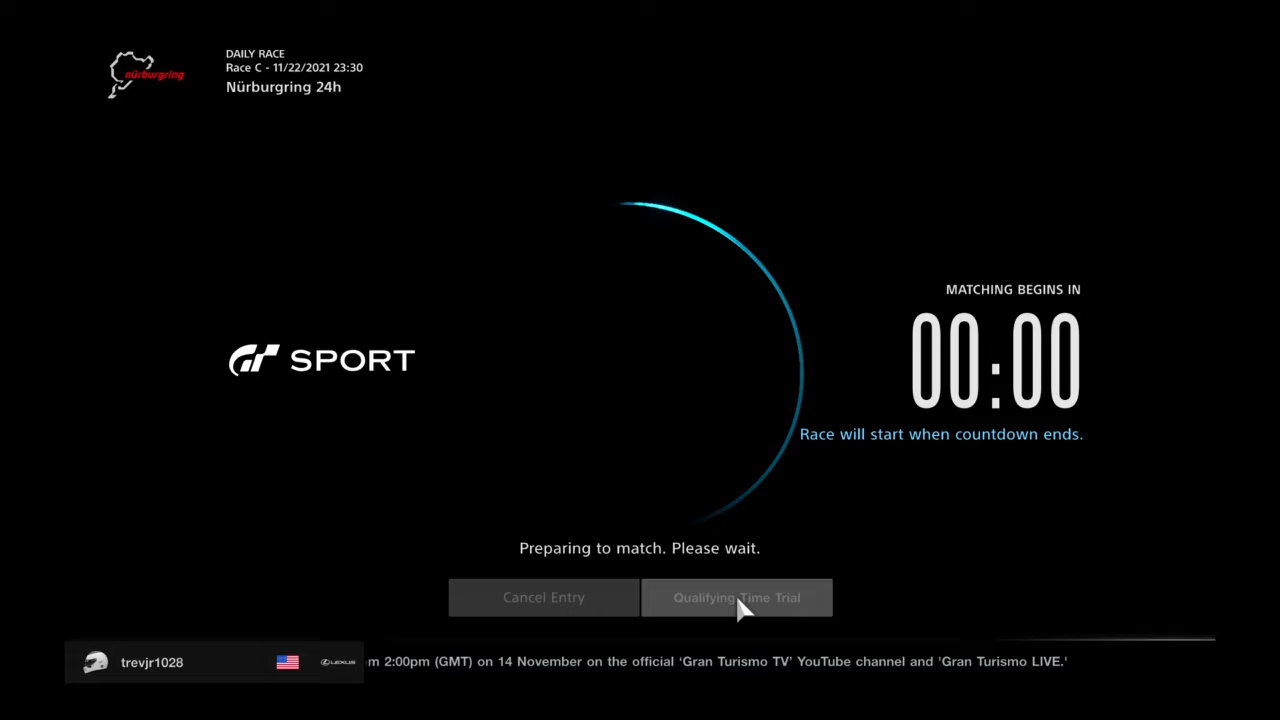 nürburgring
DAILY RACE
Race C - 11/22/2021 23:30
Nürburgring 24h
GT SPORT
MATCHING BEGINS IN
00:00
Race will start when countdown ends.
Preparing to match. Please wait.
Cancel Entry
Qualifying Time Trial
trevjr1028
LEXUS
m 2:00pm (GMT) on 14 November on the official ‘Gran Turismo TV’ YouTube channel and 'Gran Turismo LIVE.'